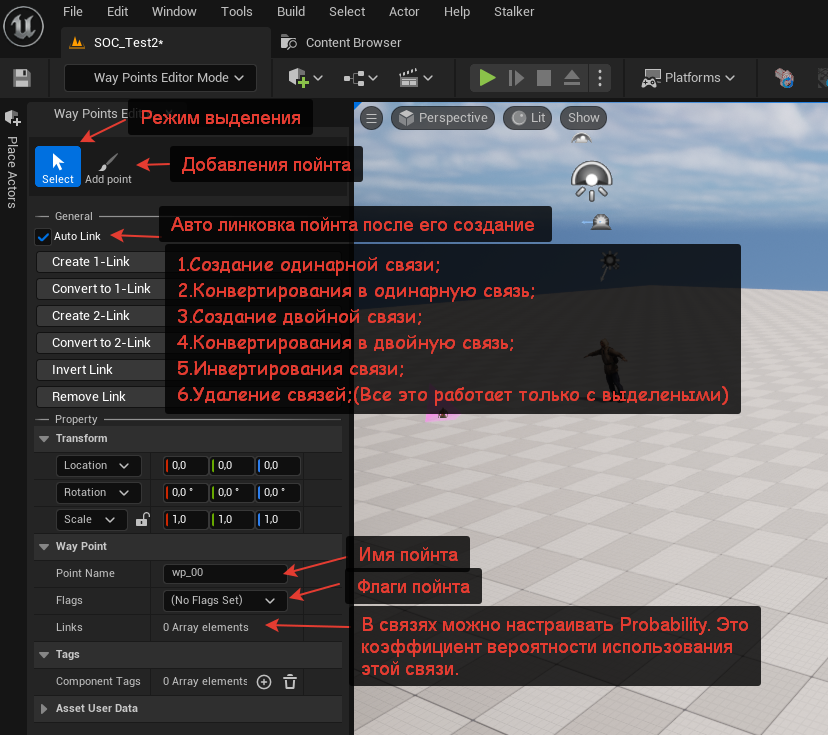 File Edit Window Tools Build Select Actor Help Stalker
SOC_Test2*
Content Browser
Way Points Editor Mode
Platforms
Place Actors
Way Points Ed
Режим выделения
Perspective
Lit
Show
Select
Add point
Добавления пойнта
General
Auto Link
Авто линковка пойнта после его создание
Create 1-Link
Convert to 1-Link
Create 2-Link
Convert to 2-Link
Invert Link
Remove Link
1.Создание одинарной связи;
2.Конвертирования в одинарную связь;
3.Создание двойной связи;
4.Конвертирования в двойную связь;
5.Инвертирования связи;
6.Удаление связей;(Все это работает только с выделеными)
Property
Transform
Location 0,0 0,0 0,0
Rotation 0,0 ° 0,0 ° 0,0 °
Scale 1,0 1,0 1,0
Way Point
Point Name wp_00
Имя пойнта
Flags (No Flags Set)
Флаги пойнта
Links 0 Array elements
В связях можно настраивать Probability. Это
коэффициент вероятности использования
этой связи.
Tags
Component Tags 0 Array elements
Asset User Data